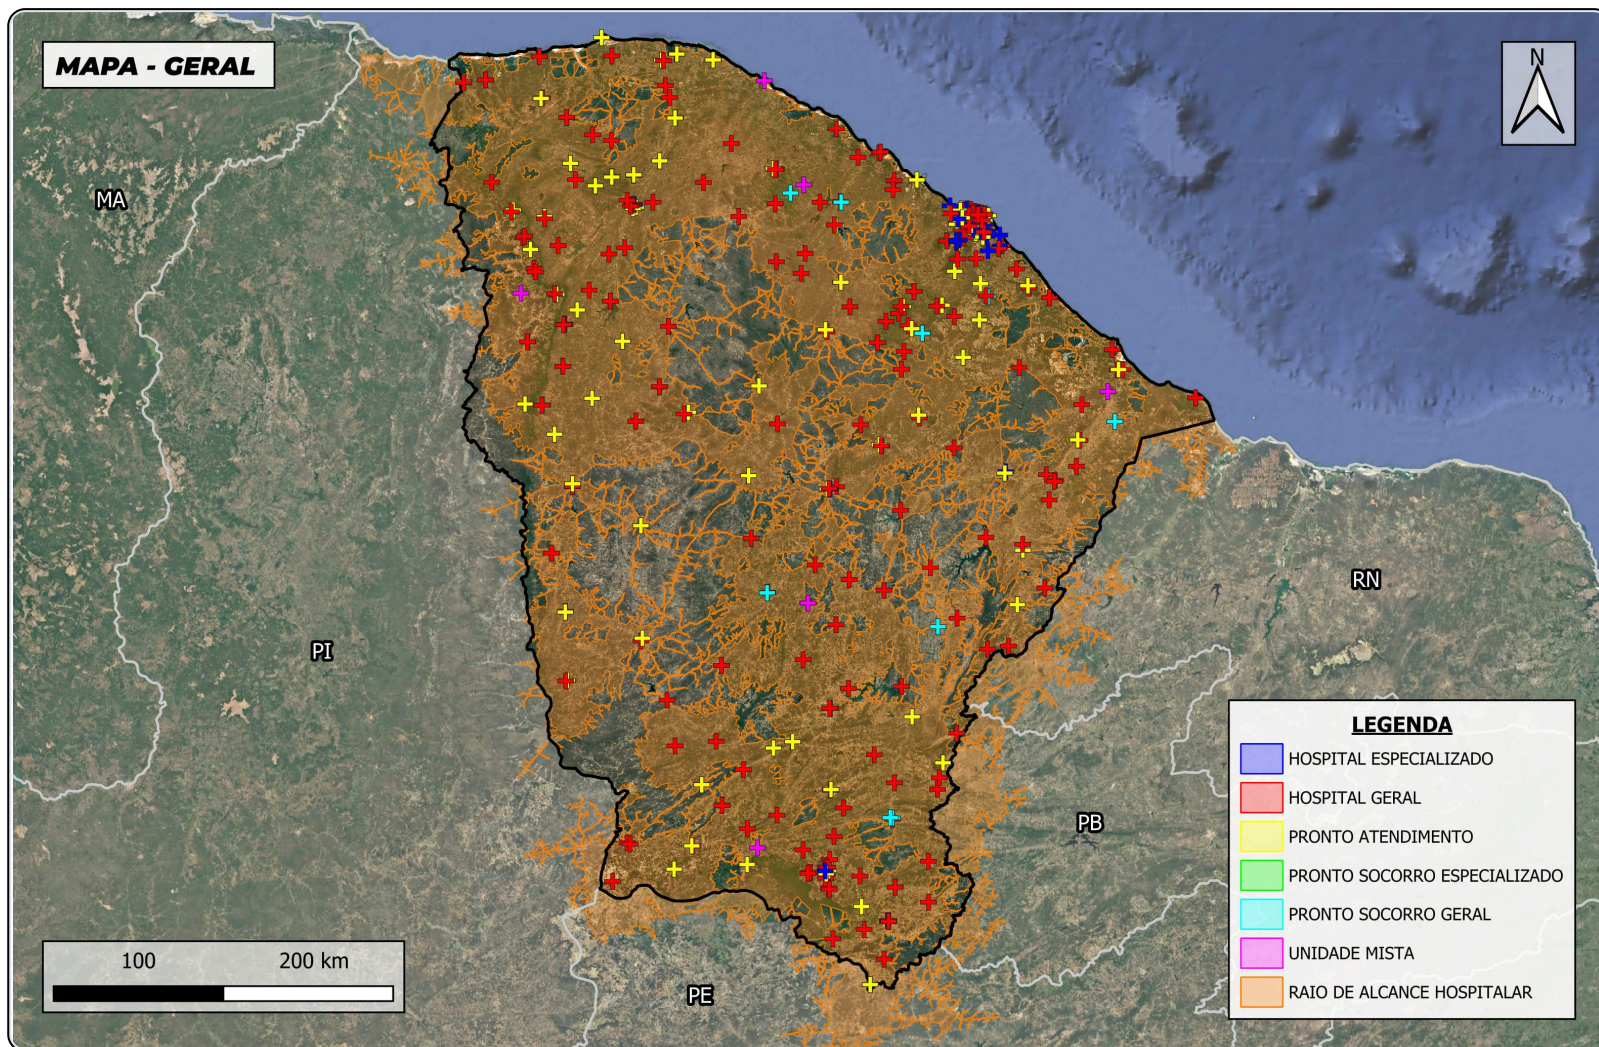 MAPA - GERAL
N
MA
PI
RN
PB
PE
LEGENDA
HOSPITAL ESPECIALIZADO
HOSPITAL GERAL
PRONTO ATENDIMENTO
PRONTO SOCORRO ESPECIALIZADO
PRONTO SOCORRO GERAL
UNIDADE MISTA
RAIO DE ALCANCE HOSPITALAR
100 200 km